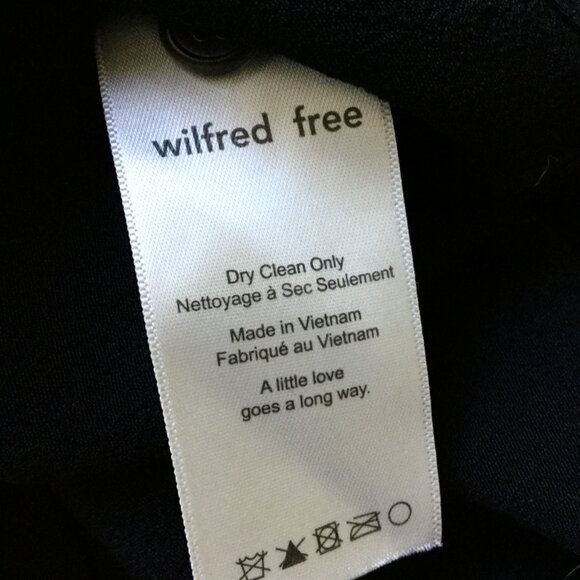 wilfred free
Dry Clean Only
Nettoyage à Sec Seulement
Made in Vietnam
Fabriqué au Vietnam
A little love
goes a long way.